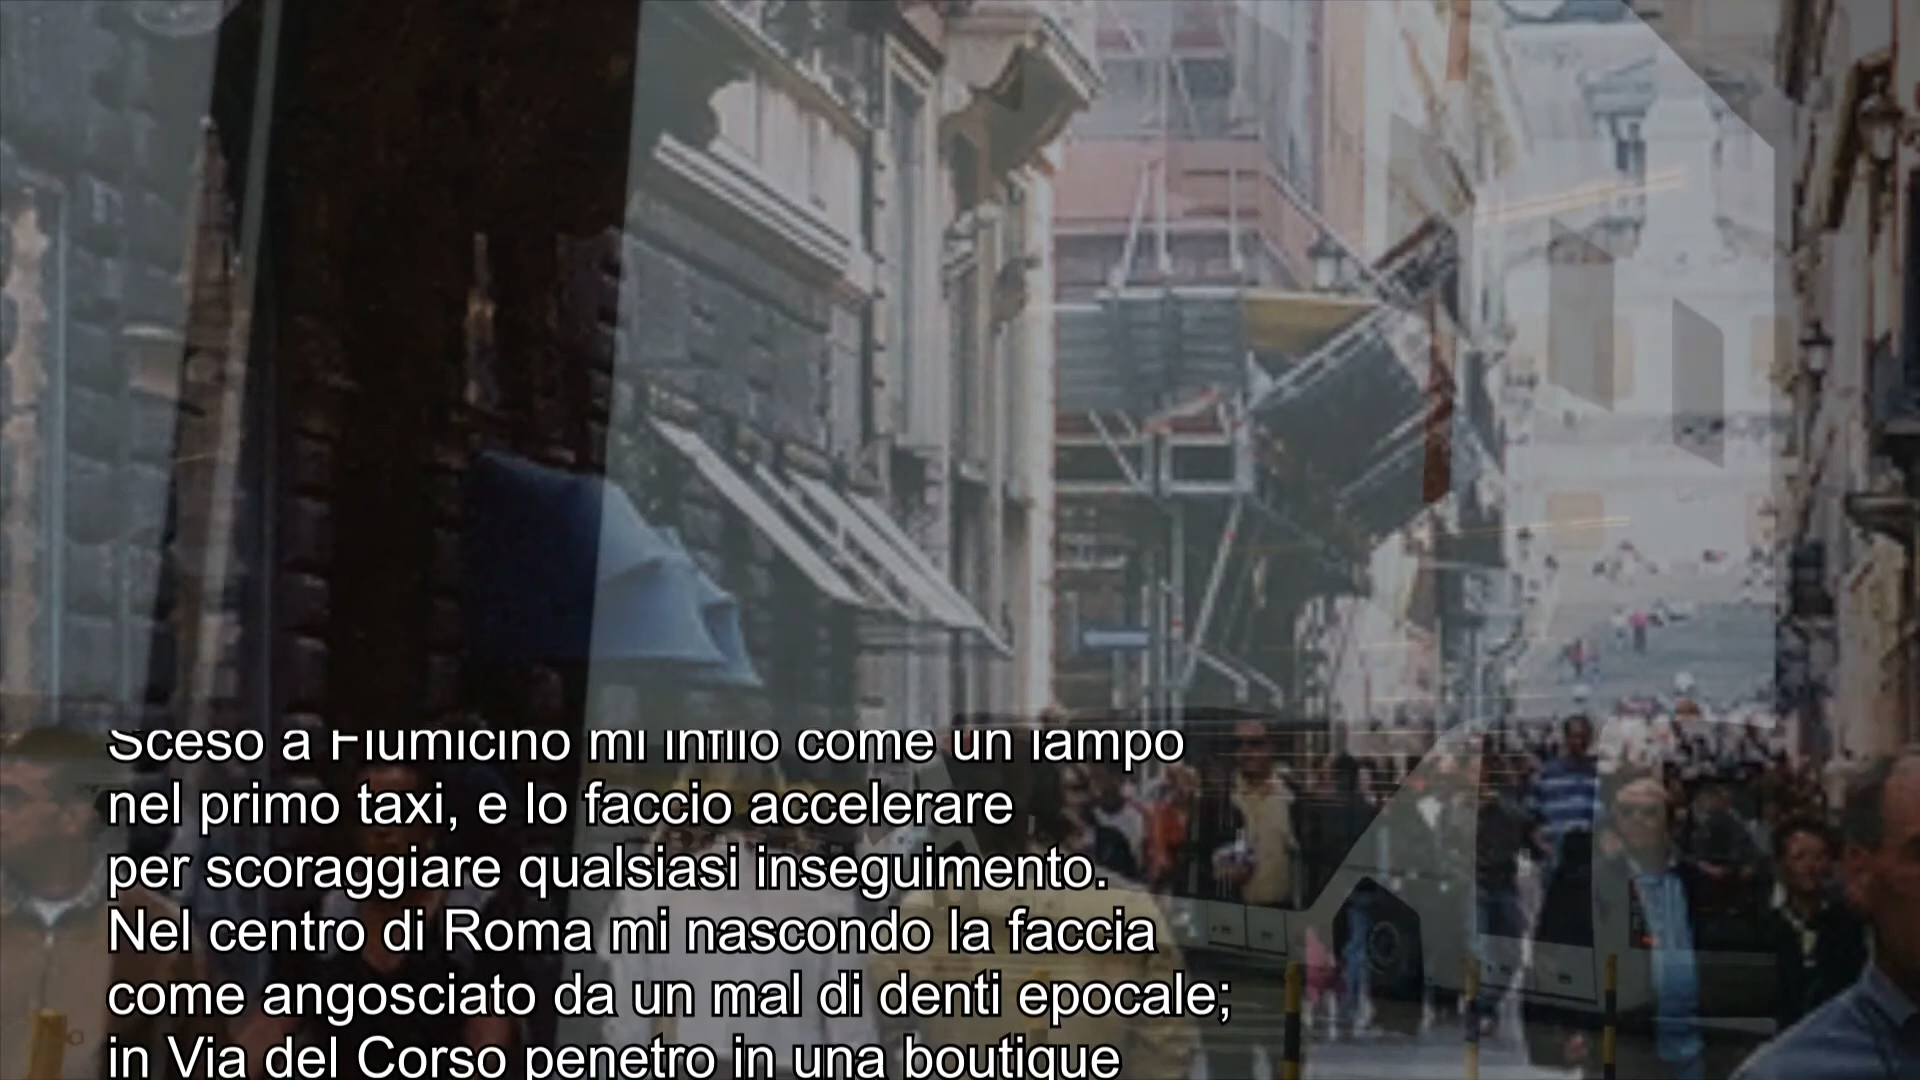 Sceso a Fiumicino mi infilo come un lampo
nel primo taxi, e lo faccio accelerare
per scoraggiare qualsiasi inseguimento.
Nel centro di Roma mi nascondo la faccia
come angosciato da un mal di denti epocale;
in Via del Corso penetro in una boutique